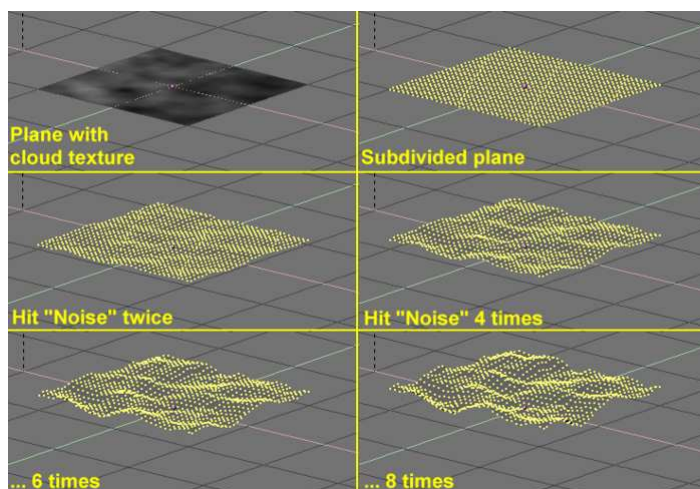 Plane with
cloud texture
Subdivided plane
Hit "Noise" twice
Hit "Noise" 4 times
... 6 times
... 8 times